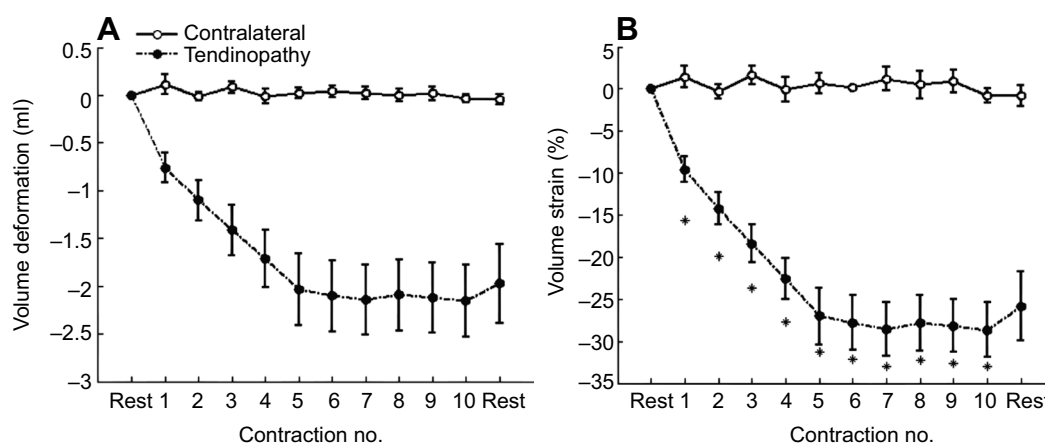 A
Contralateral
Tendinopathy
0.5
0
–0.5
–1
–1.5
–2
–2.5
–3
Volume deformation (ml)
Rest 1 2 3 4 5 6 7 8 9 10 Rest
Contraction no.
B
5
0
–5
–10
–15
–20
–25
–30
–35
Volume strain (%)
* * * * * * * * * *
Rest 1 2 3 4 5 6 7 8 9 10 Rest
Contraction no.